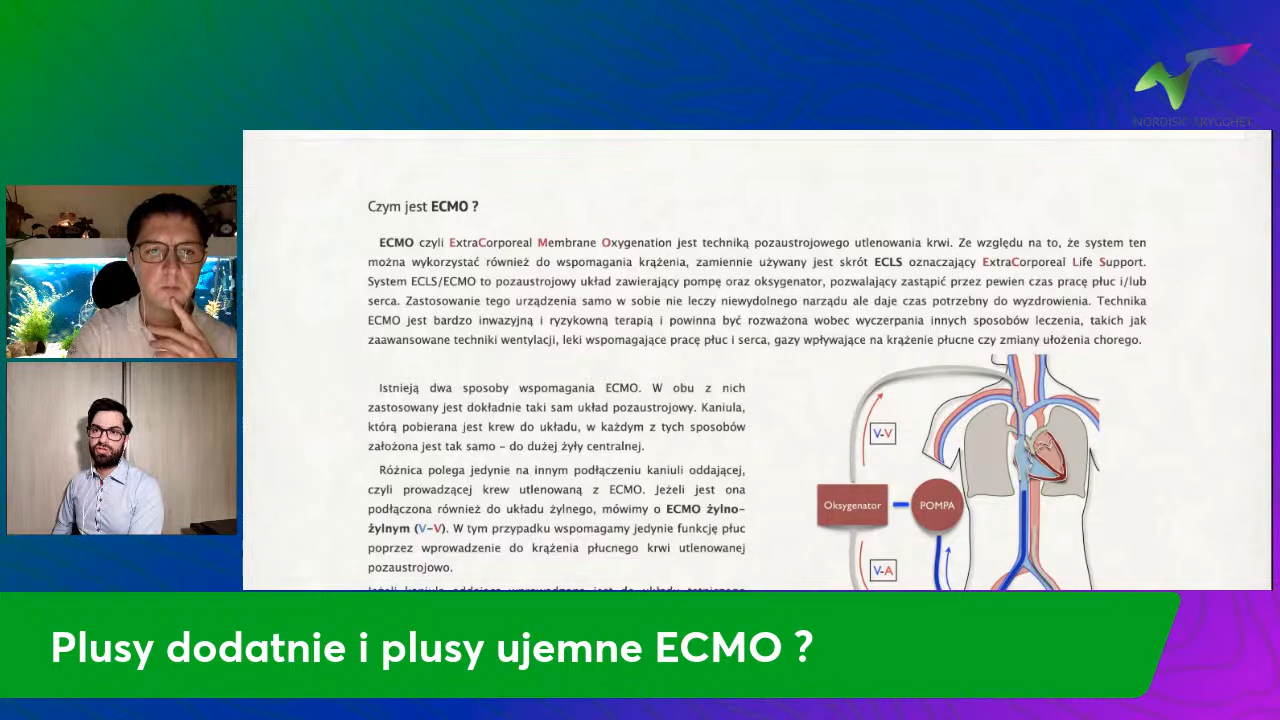 NORDISK TRYGGHET
Czym jest ECMO ?
ECMO czyli ExtraCorporeal Membrane Oxygenation jest techniką pozaustrojowego utlenowania krwi. Ze względu na to, że system ten
można wykorzystać również do wspomagania krążenia, zamiennie używany jest skrót ECLS oznaczający ExtraCorporeal Life Support.
System ECLS/ECMO to pozaustrojowy układ zawierający pompę oraz oksygenator, pozwalający zastąpić przez pewien czas pracę płuc i/lub
serca. Zastosowanie tego urządzenia samo w sobie nie leczy niewydolnego narządu ale daje czas potrzebny do wyzdrowienia. Technika
ECMO jest bardzo inwazyjną i ryzykowną terapią i powinna być rozważona wobec wyczerpania innych sposobów leczenia, takich jak
zaawansowane techniki wentylacji, leki wspomagające pracę płuc i serca, gazy wpływające na krążenie płucne czy zmiany ułożenia chorego.
Istnieją dwa sposoby wspomagania ECMO. W obu z nich
zastosowany jest dokładnie taki sam układ pozaustrojowy. Kaniula,
którą pobierana jest krew do układu, w każdym z tych sposobów
założona jest tak samo – do dużej żyły centralnej.
Różnica polega jedynie na innym podłączeniu kaniuli oddającej,
czyli prowadzącej krew utlenowaną z ECMO. Jeżeli jest ona
podłączona również do układu żylnego, mówimy o ECMO żylno-
żylnym (V-V). W tym przypadku wspomagamy jedynie funkcję płuc
poprzez wprowadzenie do krążenia płucnego krwi utlenowanej
pozaustrojowo.
V-V
Oksygenator
POMPA
V-A
Plusy dodatnie i plusy ujemne ECMO ?